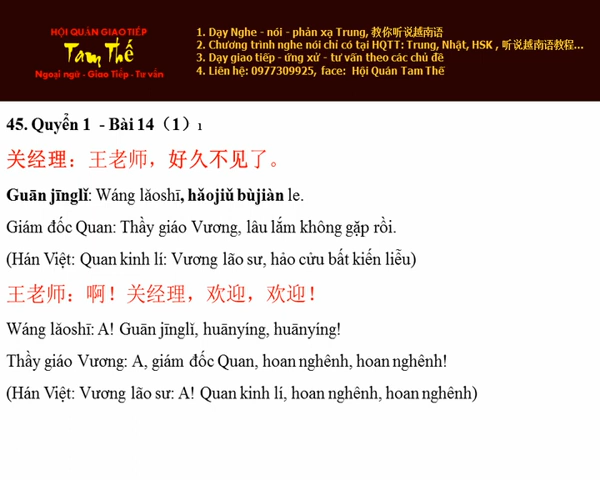 HỘI QUÁN GIAO TIẾP
Tam Thế
Ngoại ngữ - Giao Tiếp - Tư vấn
1. Dạy Nghe - nói - phản xạ Trung, 教你听说越南语
2. Chương trình nghe nói chỉ có tại HQTT: Trung, Nhật, HSK , 听说越南语教程...
3. Dạy giao tiếp - ứng xử - tư vấn theo các chủ đề
4. Liên hệ: 0977309925, face: Hội Quán Tam Thế
45. Quyển 1 - Bài 14（1）1
关经理：王老师，好久不见了。
Guān jīnglǐ: Wáng lǎoshī, hǎojiǔ bùjiàn le.
Giám đốc Quan: Thầy giáo Vương, lâu lắm không gặp rồi.
(Hán Việt: Quan kinh lí: Vương lão sư, hảo cửu bất kiến liễu)
王老师：啊！关经理，欢迎，欢迎！
Wáng lǎoshī: A! Guān jīnglǐ, huānyíng, huānyíng!
Thầy giáo Vương: A, giám đốc Quan, hoan nghênh, hoan nghênh!
(Hán Việt: Vương lão sư: A! Quan kinh lí, hoan nghênh, hoan nghênh)